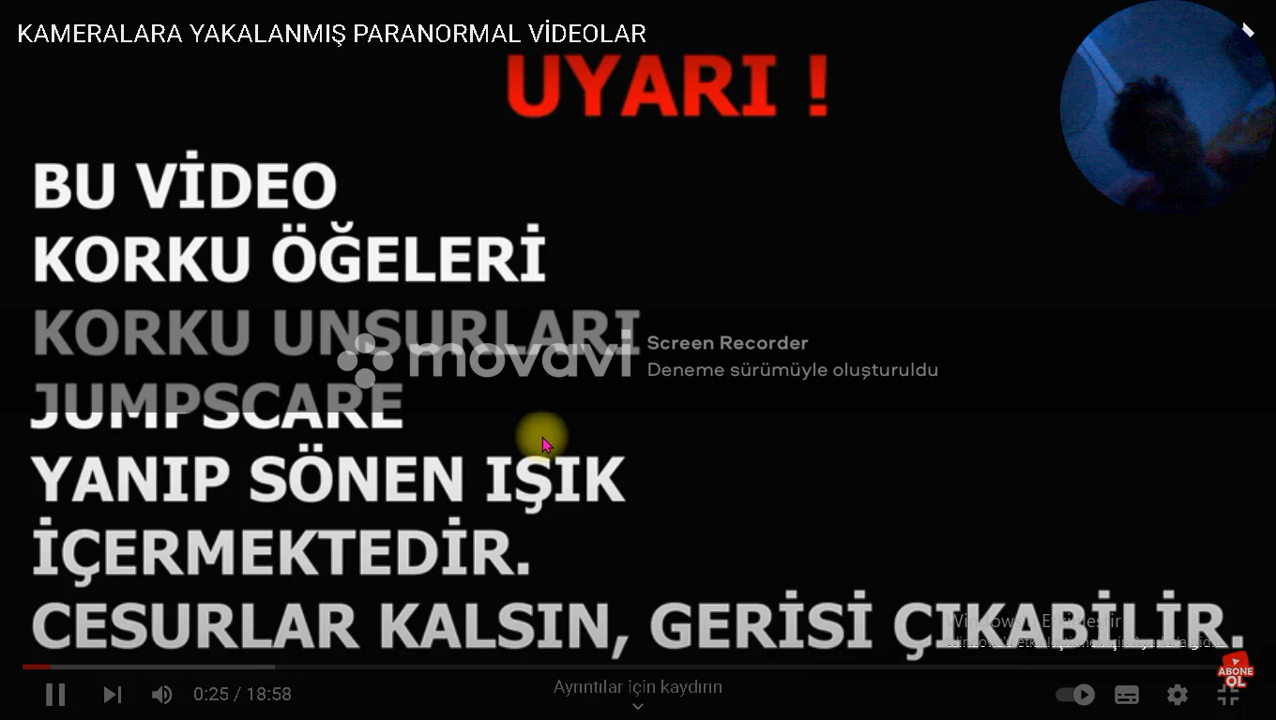 KAMERALARA YAKALANMIŞ PARANORMAL VİDEOLAR
UYARI !
BU VİDEO
KORKU ÖĞELERİ
KORKU UNSURLARI
movavi
Screen Recorder
Deneme sürümüyle oluşturuldu
JUMPSCARE
YANIP SÖNEN IŞIK
İÇERMEKTEDİR.
CESURLAR KALSIN, GERİSİ ÇIKABİLİR.
ABONE
OL
0:25 / 18:58
Ayrıntılar için kaydırın